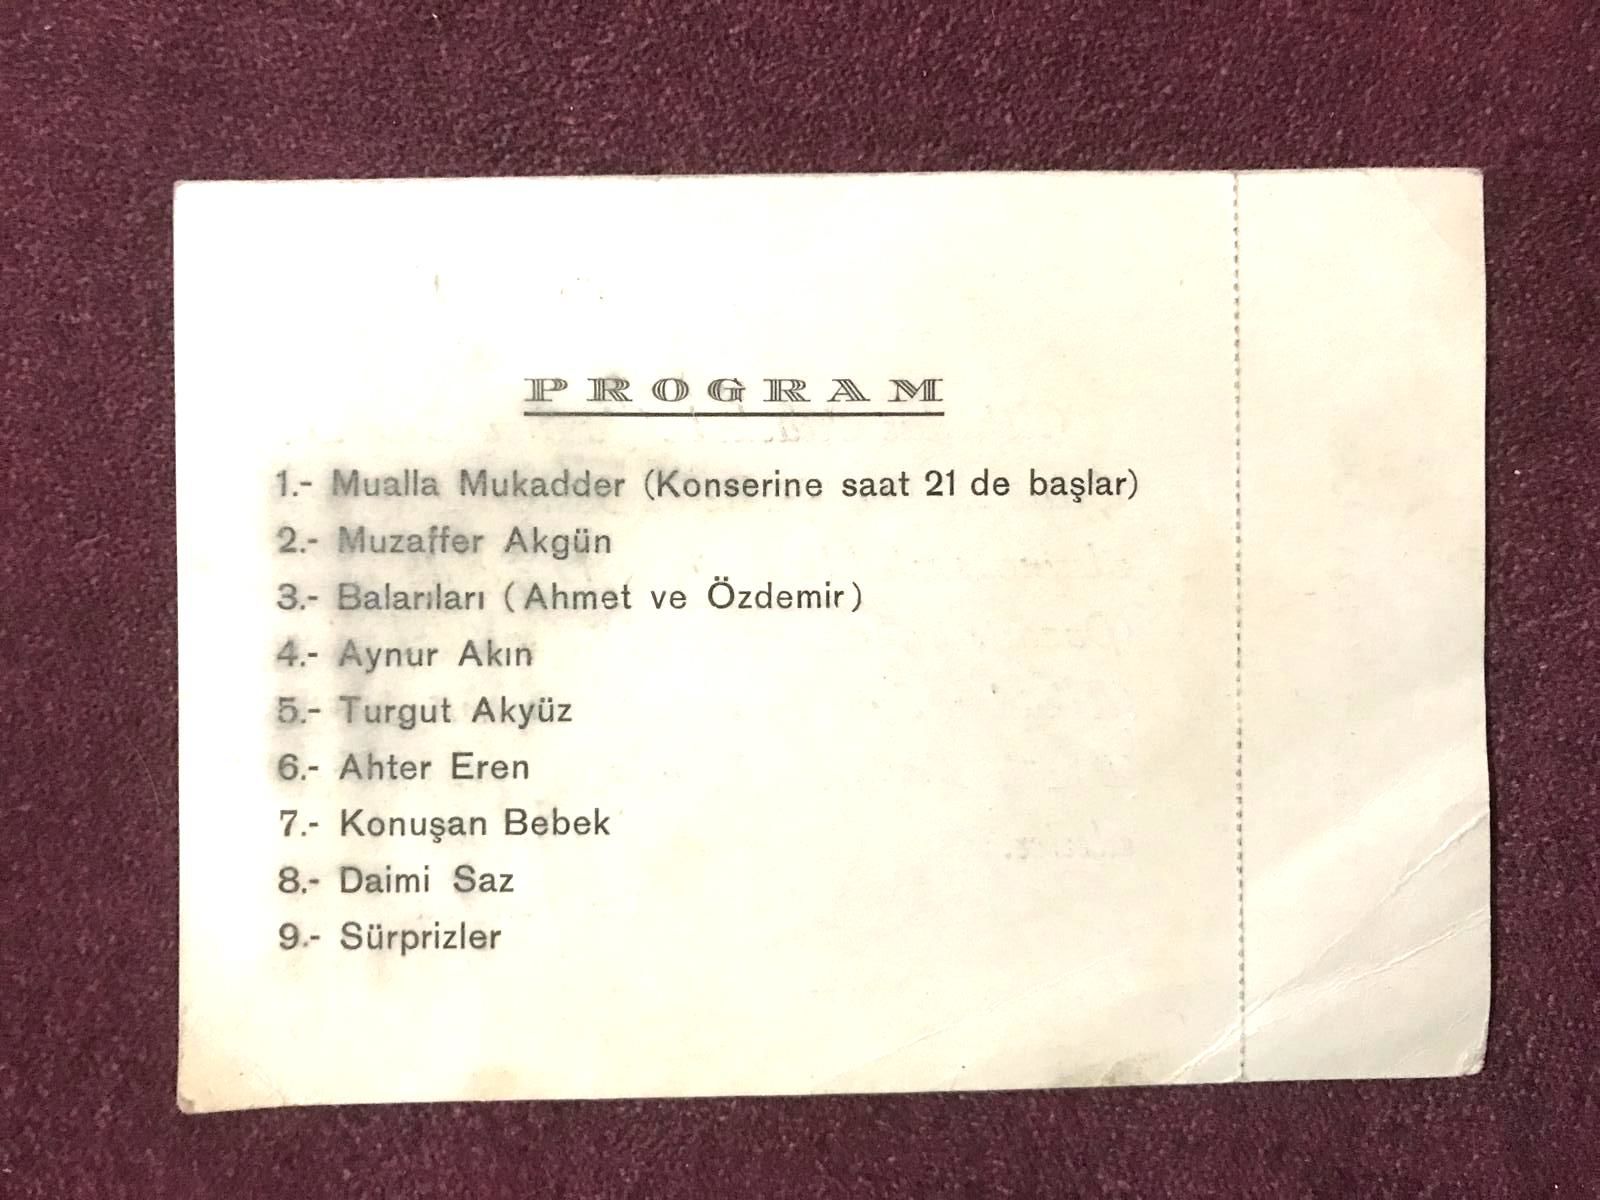 PROGRAM
1.- Mualla Mukadder (Konserine saat 21 de başlar)
2.- Muzaffer Akgün
3.- Balarıları (Ahmet ve Özdemir)
4.- Aynur Akın
5.- Turgut Akyüz
6.- Ahter Eren
7.- Konuşan Bebek
8.- Daimi Saz
9.- Sürprizler